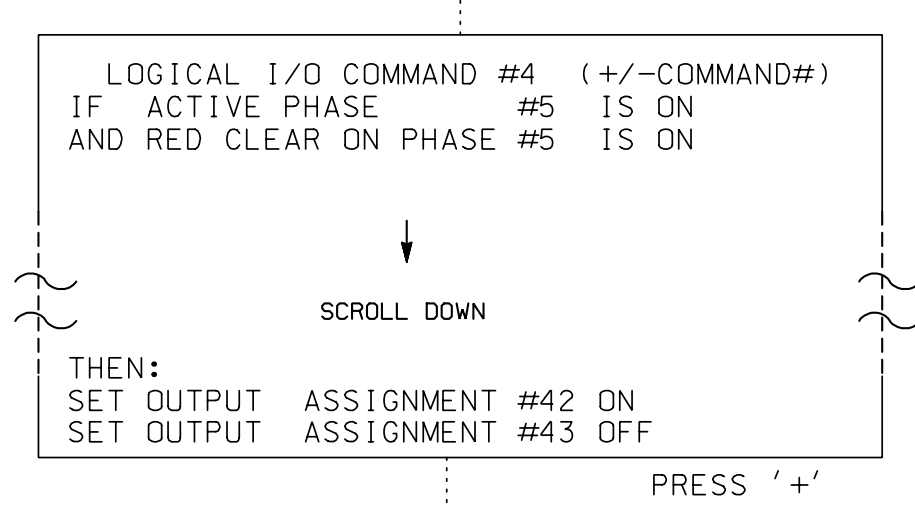 LOGICAL I/O COMMAND #4 (+/-COMMAND#)
IF ACTIVE PHASE #5 IS ON
AND RED CLEAR ON PHASE #5 IS ON
SCROLL DOWN
THEN:
SET OUTPUT ASSIGNMENT #42 ON
SET OUTPUT ASSIGNMENT #43 OFF
PRESS '+'